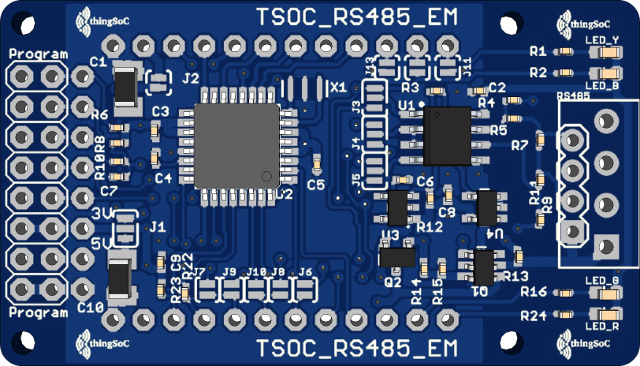 thingSoC
TSOC_RS485_EM
thingSoC
LED_Y
R1
R2
LED_B
Program
C1
J2
X1
J13
R3
J11
C2
R4
U1
RS485
J3
R6
C3
R5
R7
R8
R10
J4
C4
C5
J5
C6
C7
U2
C8
R11
R9
3V
J1
5V
R12
U3
U4
C9
R22
Q2
R13
J7
J9
J10
J8
J6
R23
R14
R15
Q1
C10
R16
LED_G
Program
R24
LED_R
thingSoC
TSOC_RS485_EM
thingSoC